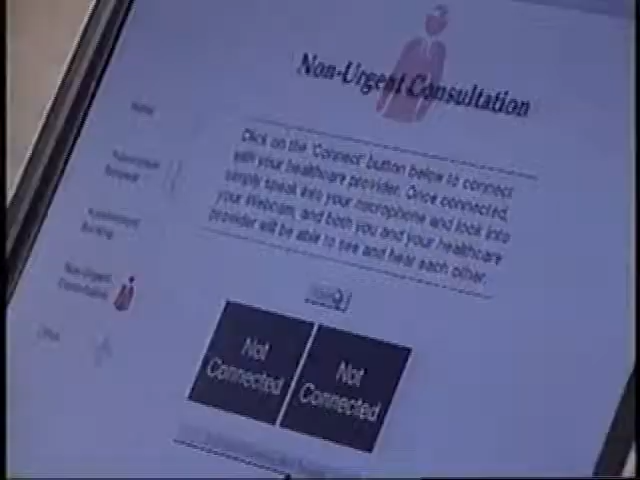 Non-Urgent Consultation
Click on the 'Connect' button below to connect
with your healthcare provider. Once connected,
simply speak into your microphone and look into
your Webcam, and both you and your healthcare
provider will be able to see and hear each other.
Home
Booking
Non-Urgent
Consultation
Not
Connected
Not
Connected